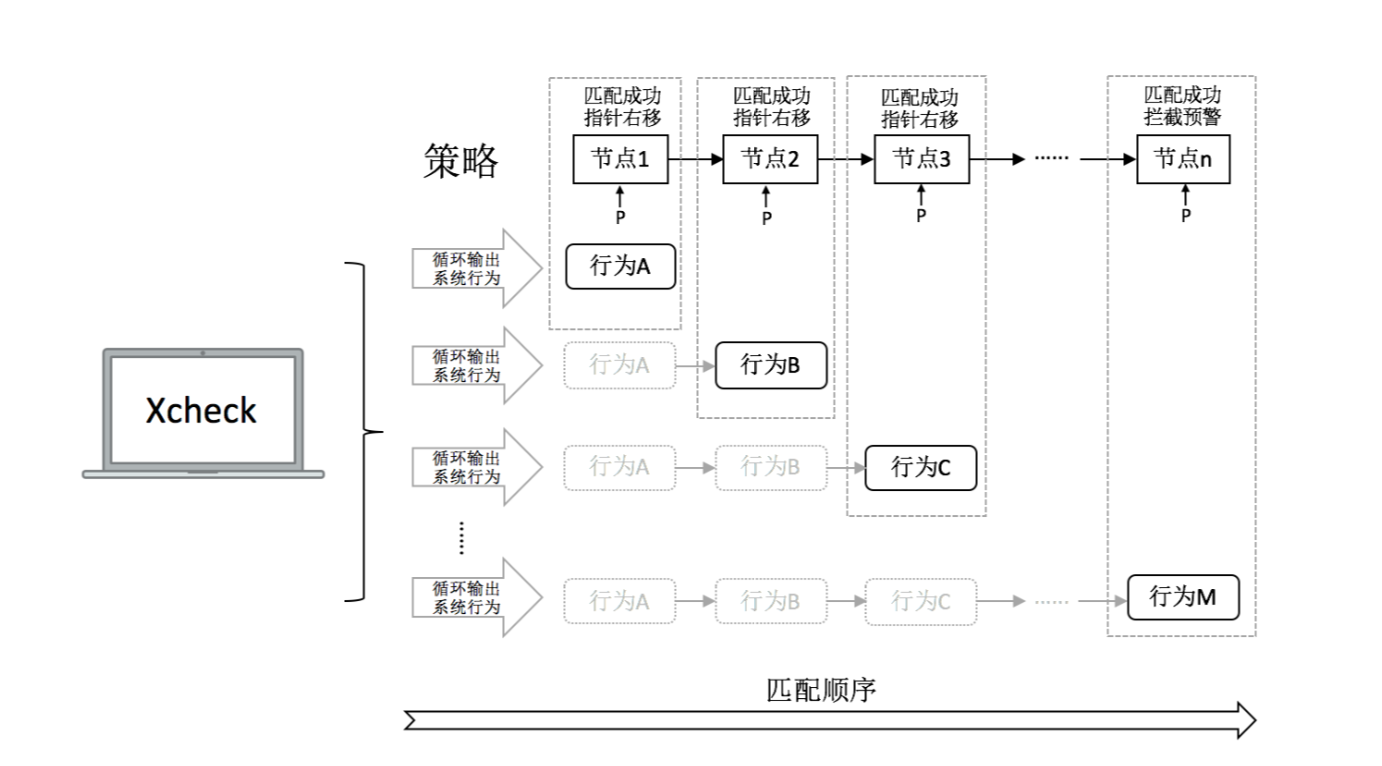 匹配成功
指针右移
匹配成功
指针右移
匹配成功
指针右移
匹配成功
拦截预警
策略
节点1
节点2
节点3
……
节点n
P
P
P
P
循环输出
系统行为
行为A
循环输出
系统行为
行为A
行为B
Xcheck
循环输出
系统行为
行为A
行为B
行为C
……
循环输出
系统行为
行为A
行为B
行为C
……
行为M
匹配顺序